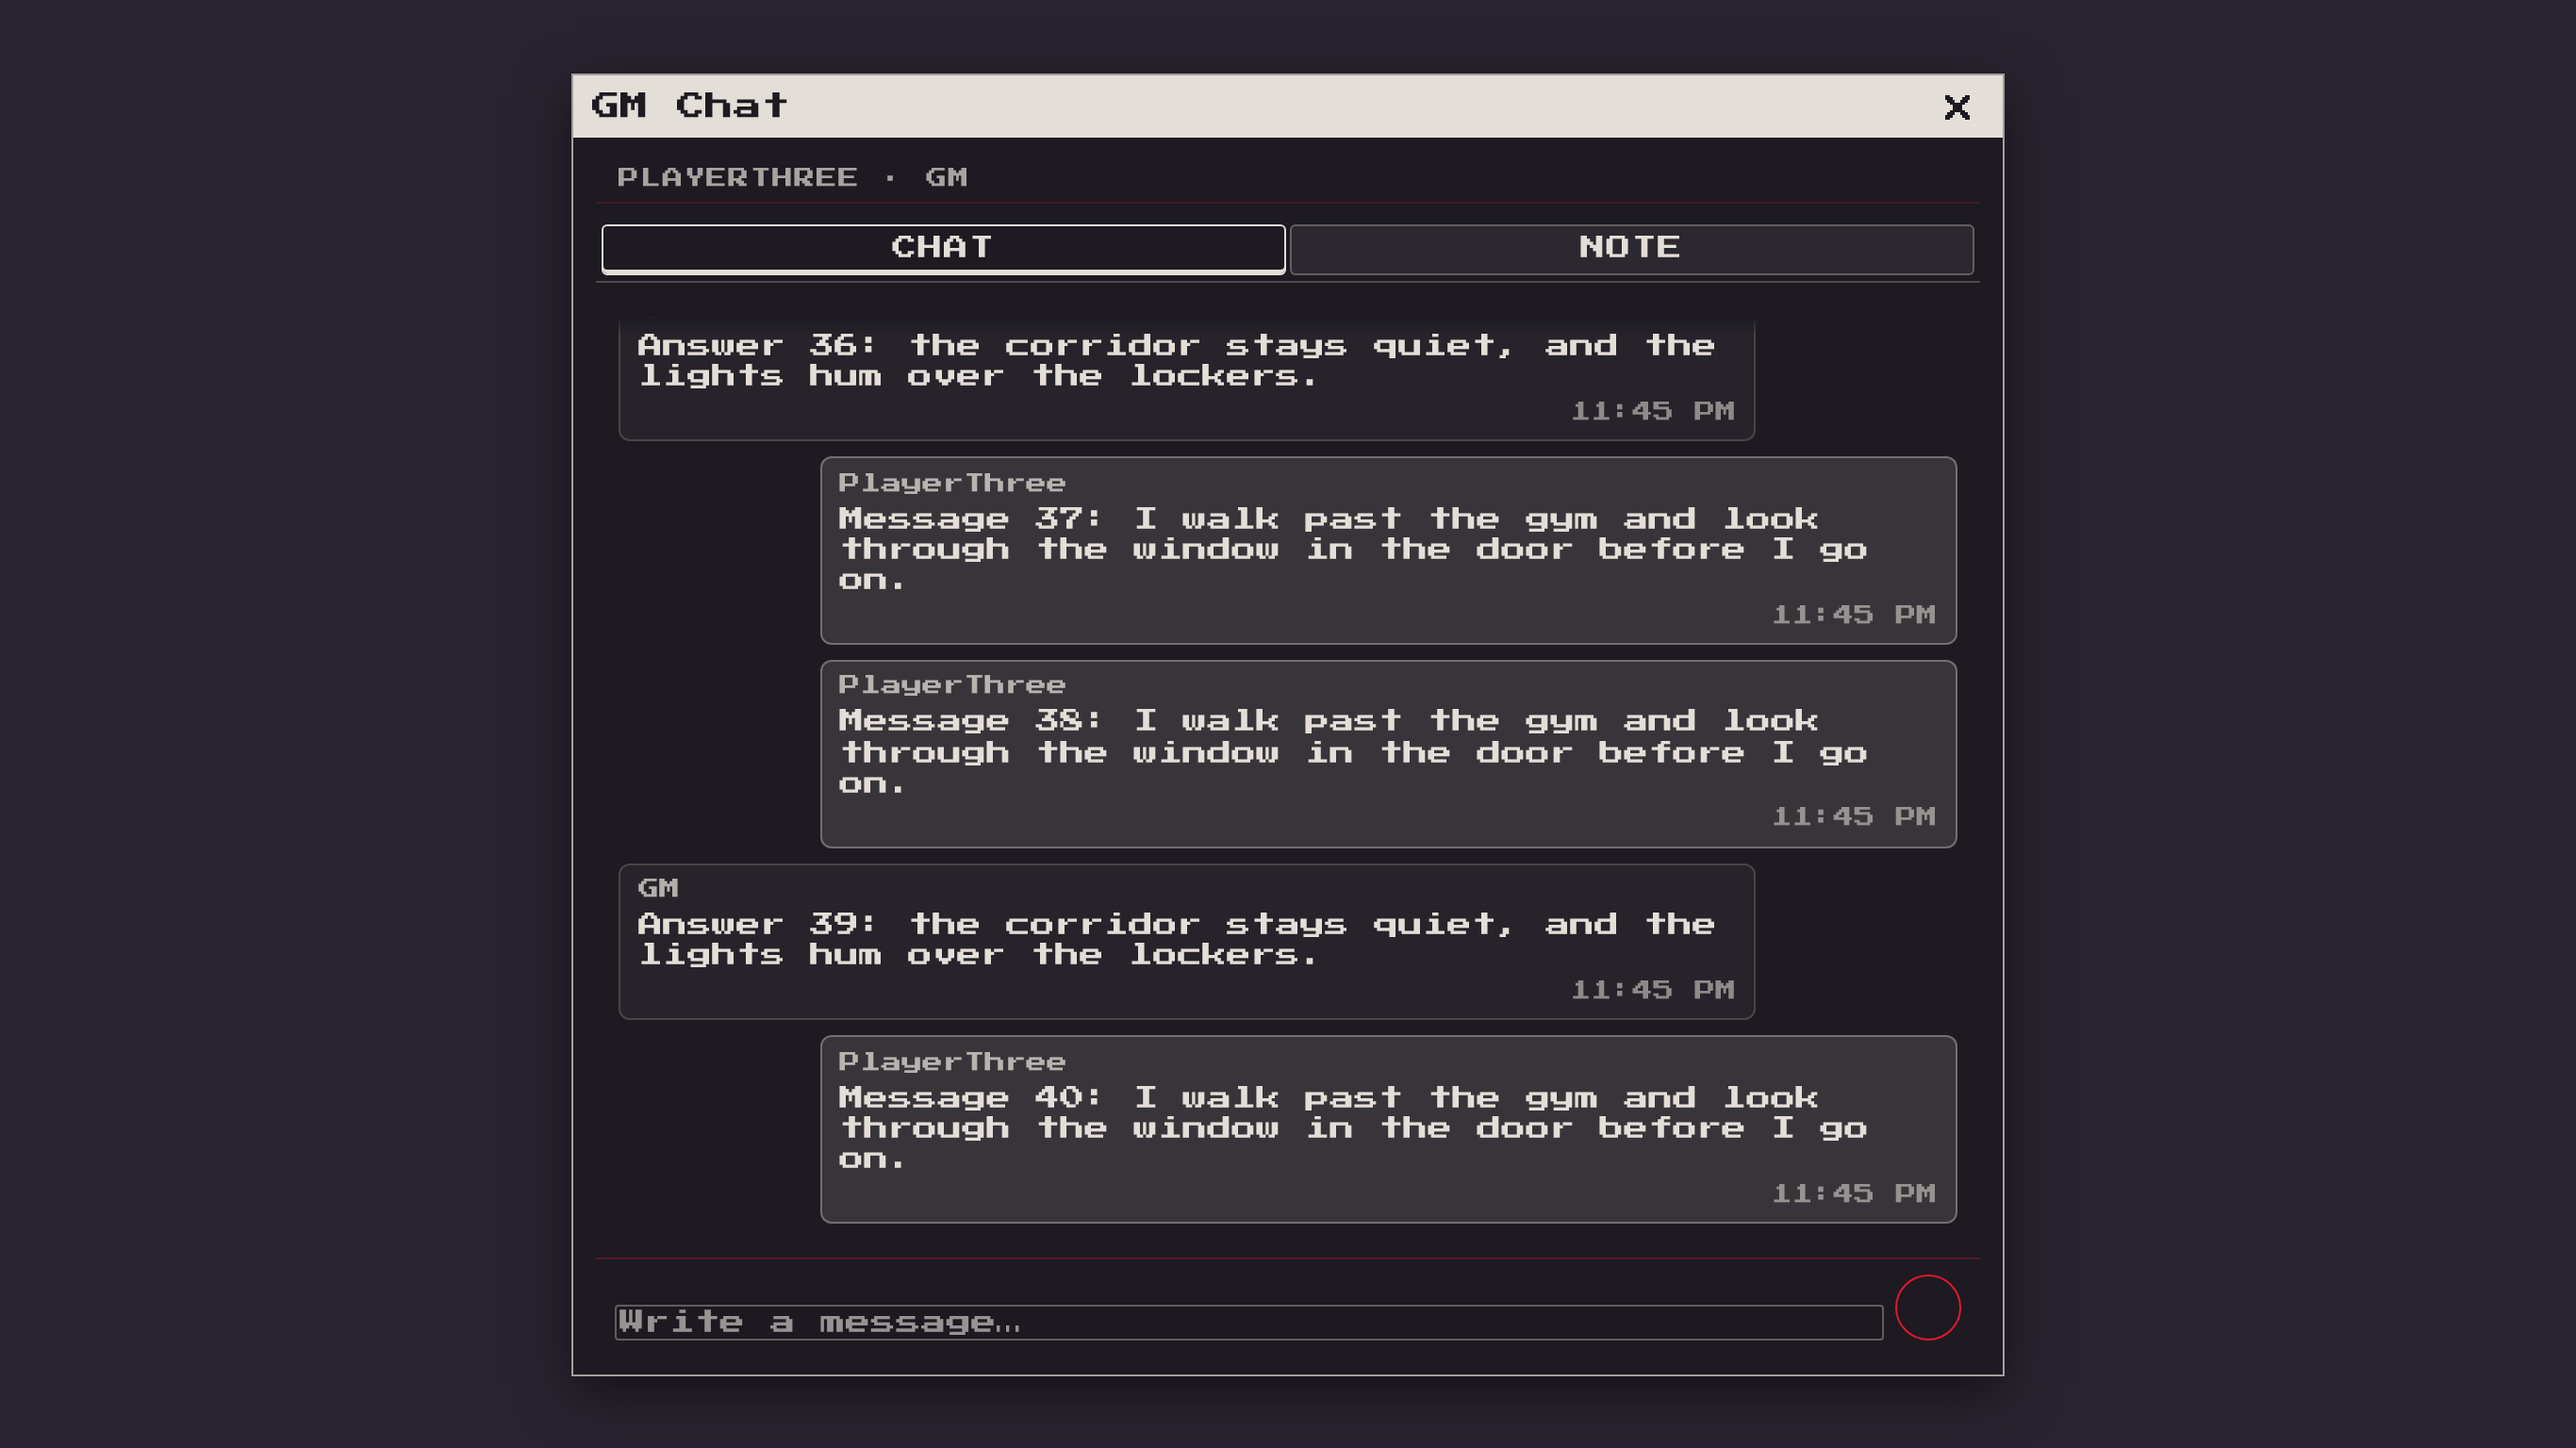 GM Chat
PLAYERTHREE · GM
CHAT
NOTE
Answer 36: the corridor stays quiet, and the
lights hum over the lockers.
11:45 PM
PlayerThree
Message 37: I walk past the gym and look
through the window in the door before I go
on.
11:45 PM
PlayerThree
Message 38: I walk past the gym and look
through the window in the door before I go
on.
11:45 PM
GM
Answer 39: the corridor stays quiet, and the
lights hum over the lockers.
11:45 PM
PlayerThree
Message 40: I walk past the gym and look
through the window in the door before I go
on.
11:45 PM
Write a message…